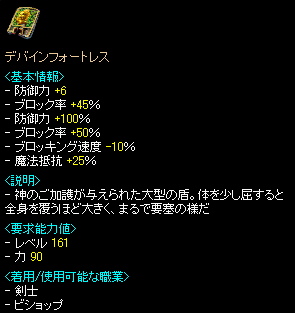 デバインフォートレス
<基本情報>
- 防御力 +6
- ブロック率 +45%
- 防御力 +100%
- ブロック率 +50%
- ブロッキング速度 -10%
- 魔法抵抗 +25%
<説明>
- 神のご加護が与えられた大型の盾。体を少し屈すると
全身を覆うほど大きく、まるで要塞の様だ
<要求能力値>
- レベル 161
- 力 90
<着用/使用可能な職業>
- 剣士
- ビショップ